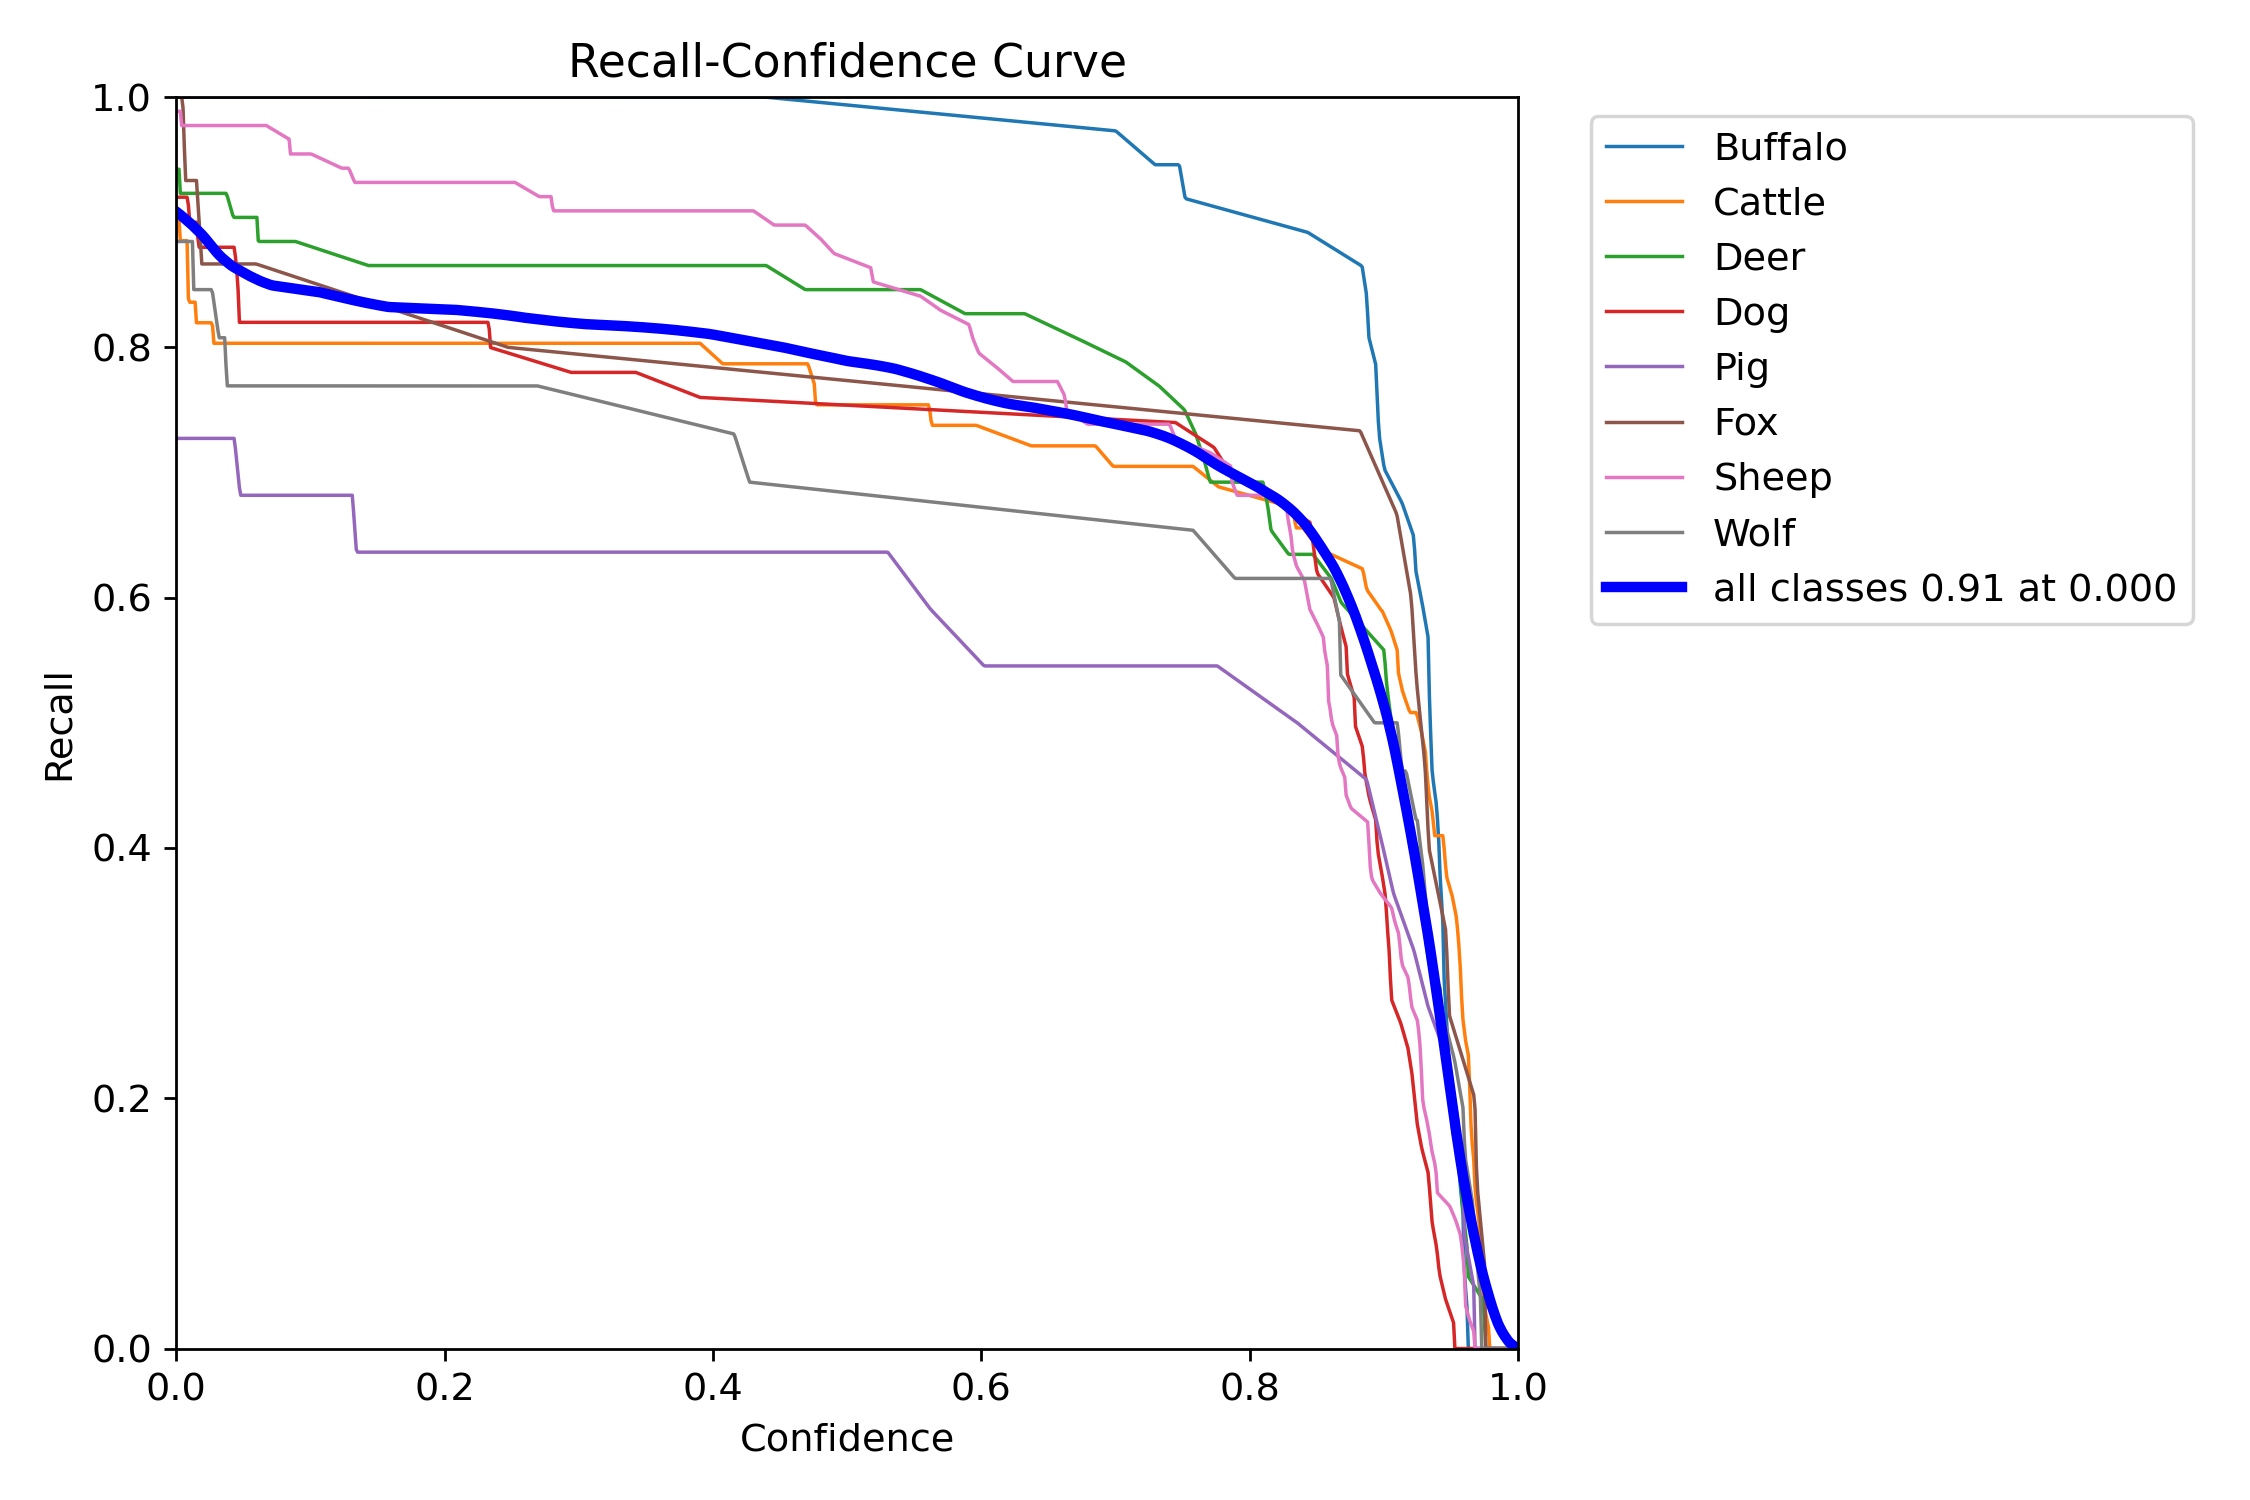 Recall-Confidence Curve
1.0
0.8
0.6
0.4
0.2
0.0
Recall
0.0 0.2 0.4 0.6 0.8 1.0
Confidence
Buffalo
Cattle
Deer
Dog
Pig
Fox
Sheep
Wolf
all classes 0.91 at 0.000